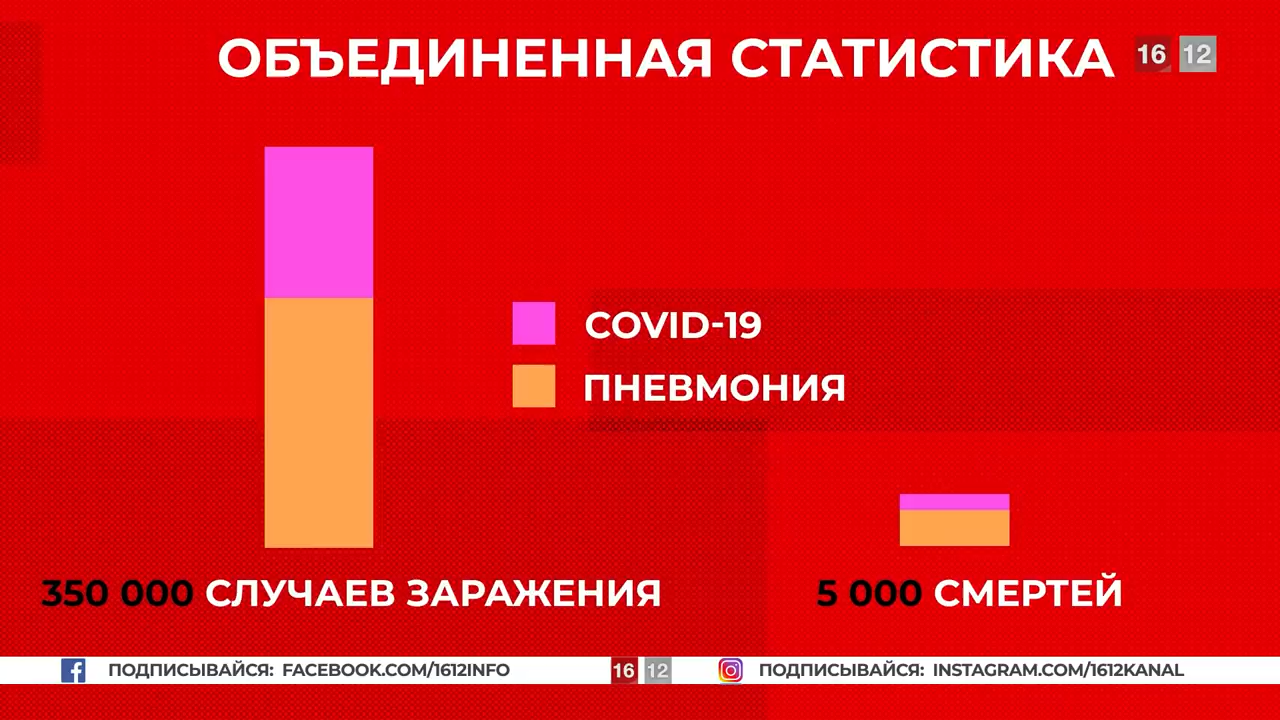 ОБЪЕДИНЕННАЯ СТАТИСТИКА 16 12
COVID-19
ПНЕВМОНИЯ
350 000 СЛУЧАЕВ ЗАРАЖЕНИЯ
5 000 СМЕРТЕЙ
ПОДПИСЫВАЙСЯ: FACEBOOK.COM/1612INFO
16 12
ПОДПИСЫВАЙСЯ: INSTAGRAM.COM/1612KANAL